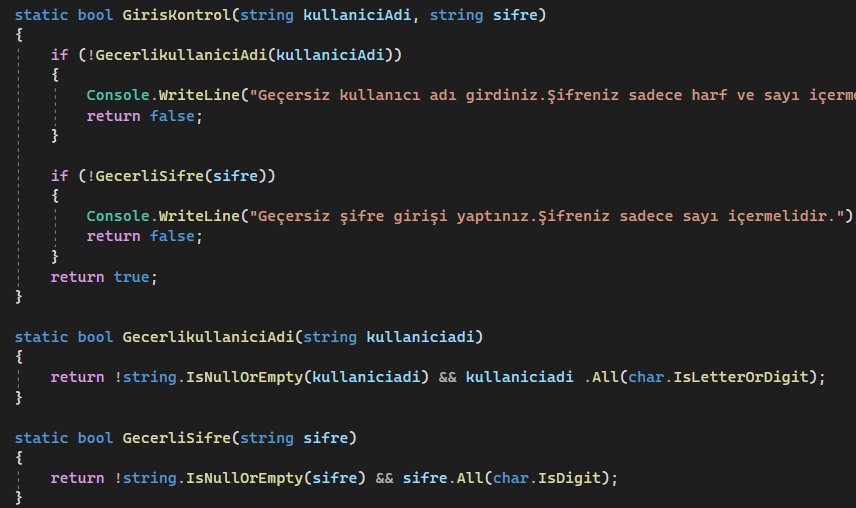 static bool GirisKontrol(string kullaniciAdi, string sifre)
{
if (!GecerlikullaniciAdi(kullaniciAdi))
{
Console.WriteLine("Geçersiz kullanıcı adı girdiniz.Şifreniz sadece harf ve sayı içerme
return false;
}
if (!GecerliSifre(sifre))
{
Console.WriteLine("Geçersiz şifre girişi yaptınız.Şifreniz sadece sayı içermelidir.")
return false;
}
return true;
}
static bool GecerlikullaniciAdi(string kullaniciadi)
{
return !string.IsNullOrEmpty(kullaniciadi) && kullaniciadi .All(char.IsLetterOrDigit);
}
static bool GecerliSifre(string sifre)
{
return !string.IsNullOrEmpty(sifre) && sifre.All(char.IsDigit);
}